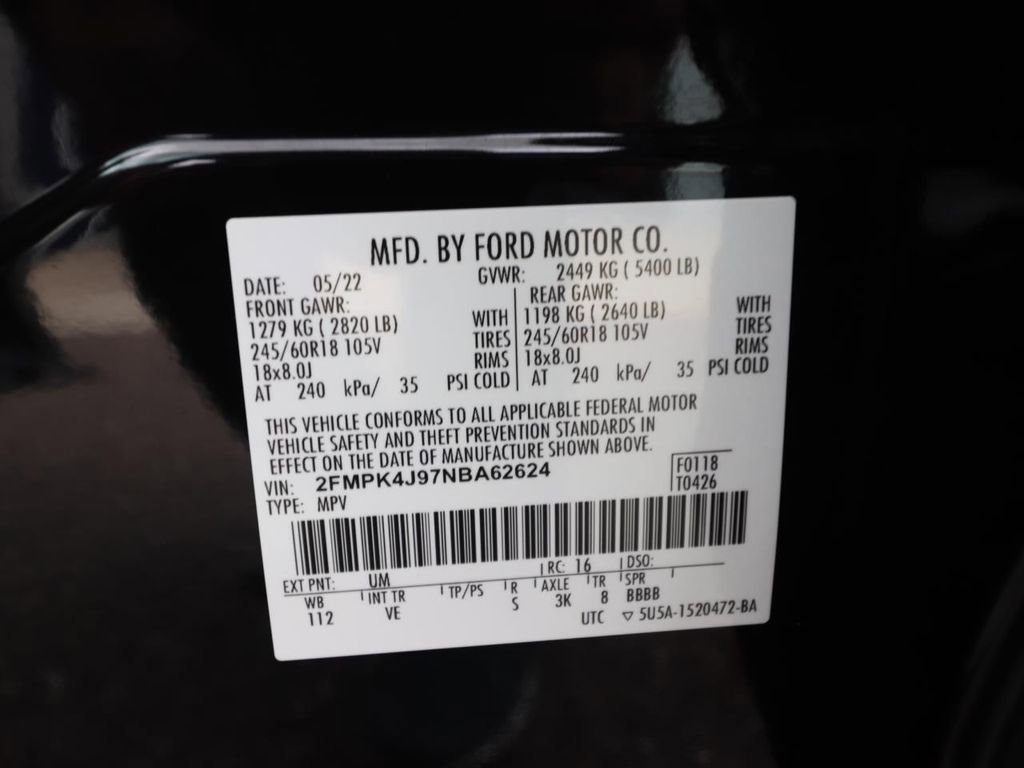 MFD. BY FORD MOTOR CO.
DATE: 05/22 GVWR: 2449 KG ( 5400 LB)
FRONT GAWR: REAR GAWR:
1279 KG ( 2820 LB) WITH 1198 KG ( 2640 LB) WITH
245/60R18 105V TIRES 245/60R18 105V TIRES
18x8.0J RIMS 18x8.0J RIMS
AT 240 kPa/ 35 PSI COLD AT 240 kPa/ 35 PSI COLD
THIS VEHICLE CONFORMS TO ALL APPLICABLE FEDERAL MOTOR
VEHICLE SAFETY AND THEFT PREVENTION STANDARDS IN
EFFECT ON THE DATE OF MANUFACTURE SHOWN ABOVE.
VIN: 2FMPK4J97NBA62624 F0118
TYPE: MPV T0426
EXT PNT: UM RC: 16 DSO:
WB INT TR TP/PS R AXLE TR SPR
112 VE S 3K 8 BBBB
UTC ▽ 5U5A-1520472-BA